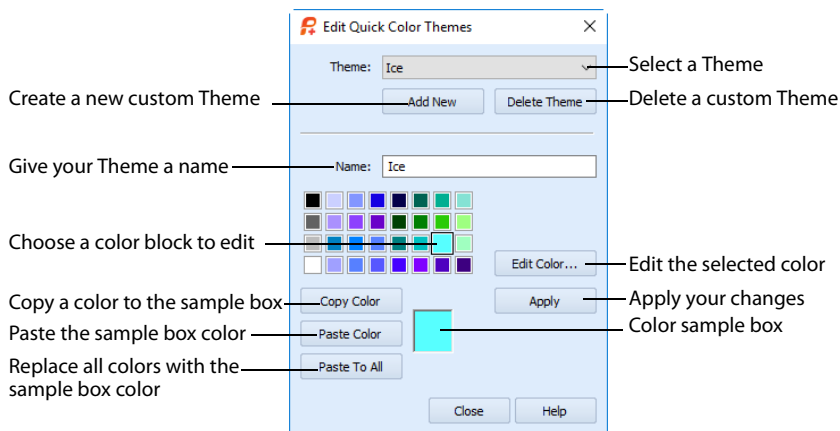 Edit Quick Color Themes
Theme: Ice
Select a Theme
Create a new custom Theme
Add New
Delete Theme
Delete a custom Theme
Give your Theme a name
Name: Ice
Choose a color block to edit
Edit Color...
Edit the selected color
Copy a color to the sample box
Copy Color
Apply
Apply your changes
Paste the sample box color
Paste Color
Color sample box
Replace all colors with the
sample box color
Paste To All
Close
Help